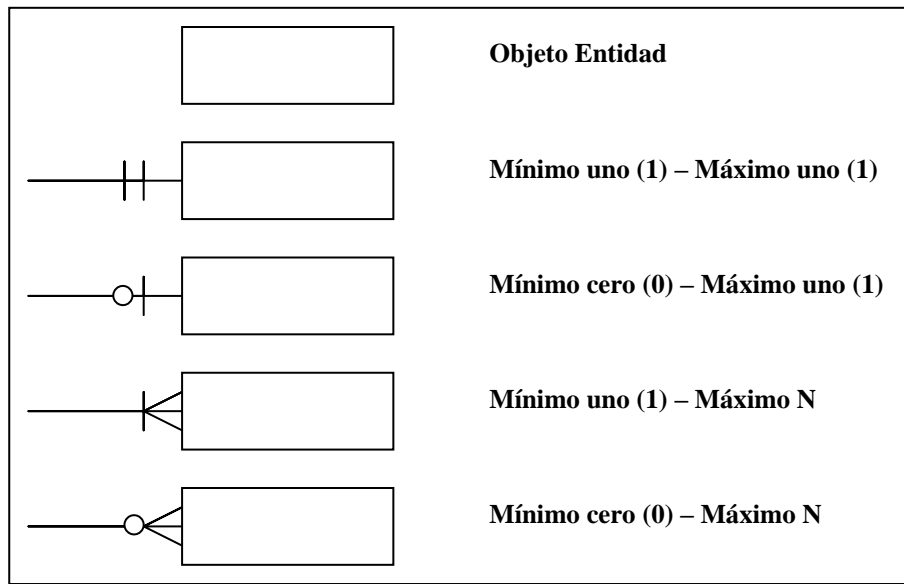 Objeto Entidad
Mínimo uno (1) – Máximo uno (1)
Mínimo cero (0) – Máximo uno (1)
Mínimo uno (1) – Máximo N
Mínimo cero (0) – Máximo N